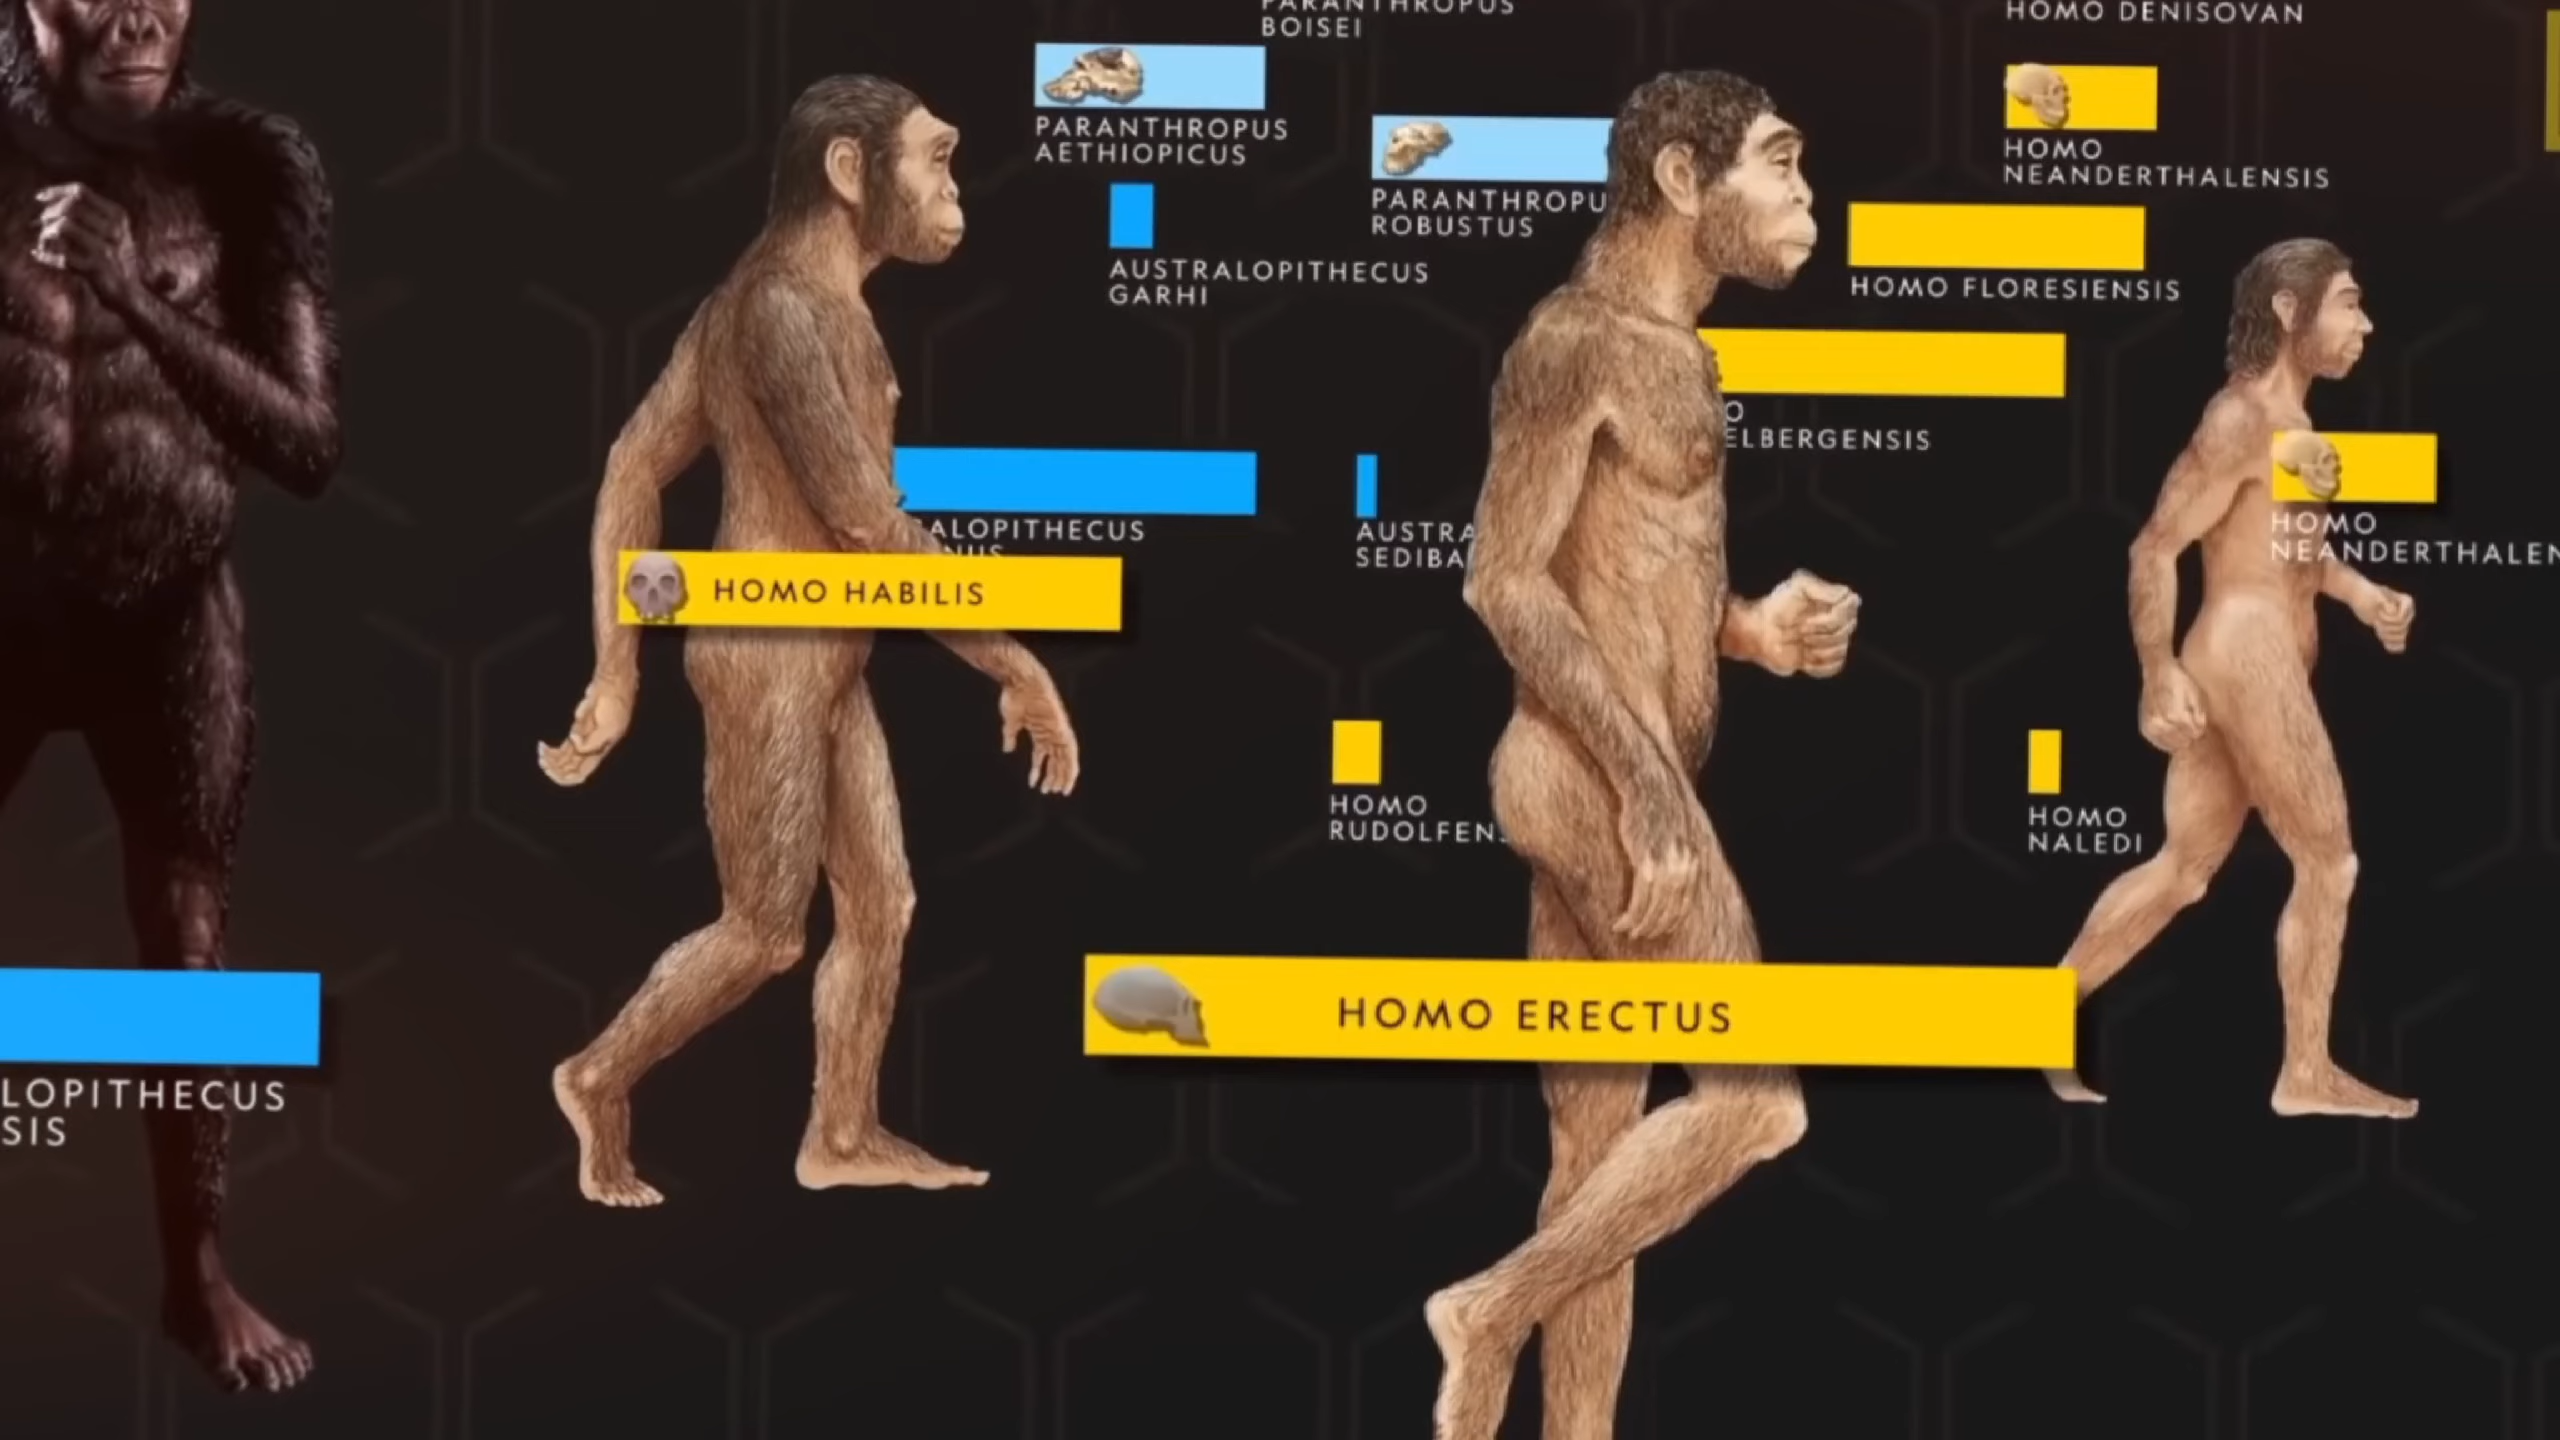 PARANTHROPUS
BOISEI
HOMO DENISOVAN
PARANTHROPUS
AETHIOPICUS
HOMO
NEANDERTHALENSIS
PARANTHROPU
ROBUSTUS
AUSTRALOPITHECUS
GARHI
HOMO FLORESIENSIS
O
ELBERGENSIS
ALOPITHECUS
NUS
AUSTRA
SEDIBA
HOMO
NEANDERTHALEN
HOMO HABILIS
HOMO
RUDOLFENS
HOMO
NALEDI
HOMO ERECTUS
LOPITHECUS
SIS